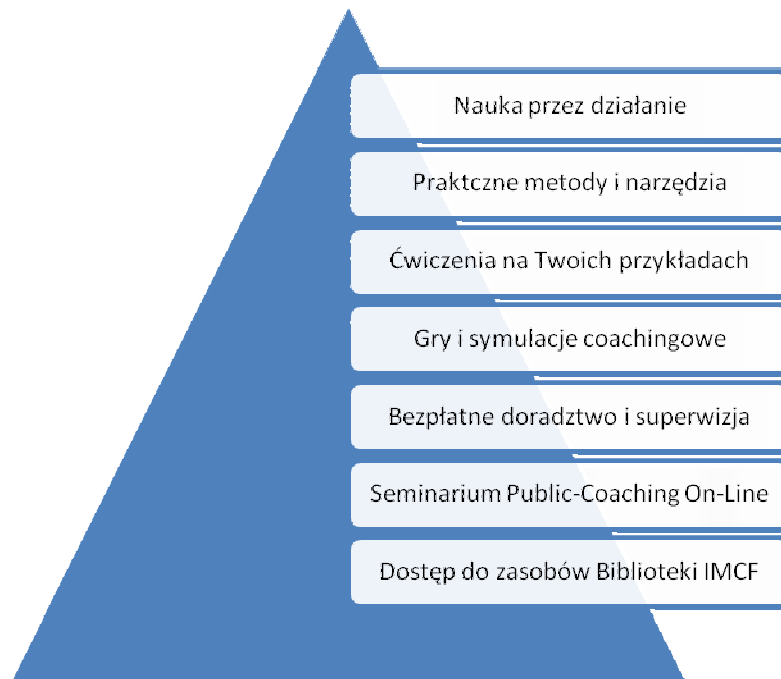 Nauka przez działanie
Praktczne metody i narzędzia
Ćwiczenia na Twoich przykładach
Gry i symulacje coachingowe
Bezpłatne doradztwo i superwizja
Seminarium Public-Coaching On-Line
Dostęp do zasobów Biblioteki IMCF